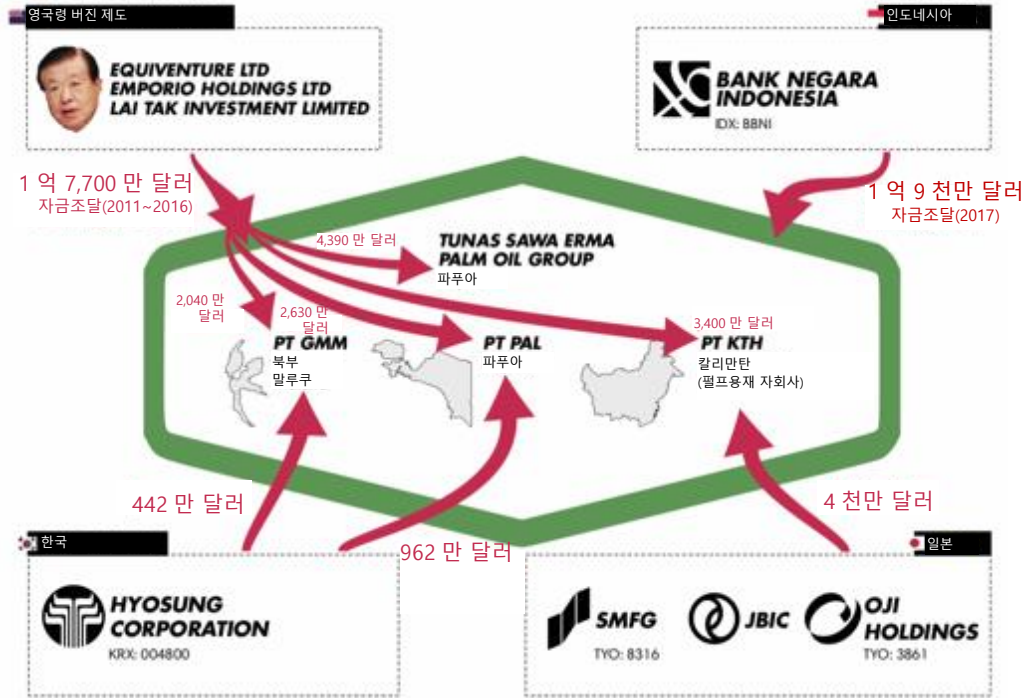 영국령 버진 제도
EQUIVENTURE LTD
EMPORIO HOLDINGS LTD
LAI TAK INVESTMENT LIMITED
인도네시아
BANK NEGARA
INDONESIA
IDX: BBNI
1 억 7,700 만 달러
자금조달(2011~2016)
1 억 9 천만 달러
자금조달(2017)
4,390 만 달러
TUNAS SAWA ERMA
PALM OIL GROUP
파푸아
2,040 만
달러
PT GMM
북부
말루쿠
2,630 만
달러
PT PAL
파푸아
3,400 만 달러
PT KTH
칼리만탄
(펄프용재 자회사)
442 만 달러
962 만 달러
4 천만 달러
한국
HYOSUNG
CORPORATION
KRX: 004800
일본
SMFG
TYO: 8316
JBIC
OJI
HOLDINGS
TYO: 3861